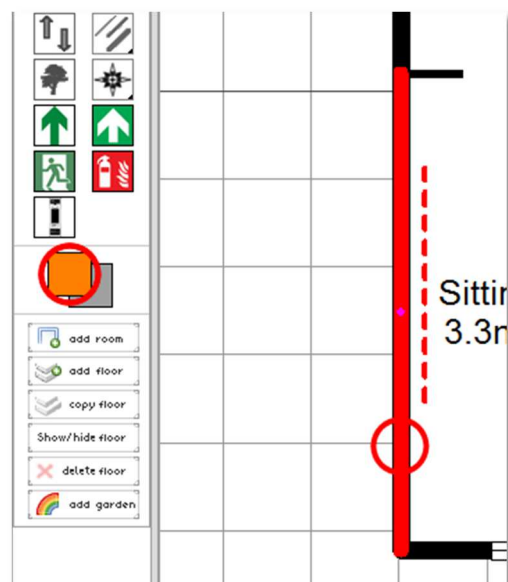 add room
add floor
copy floor
Show/hide floor
delete floor
add garden
Sittir
3.3n